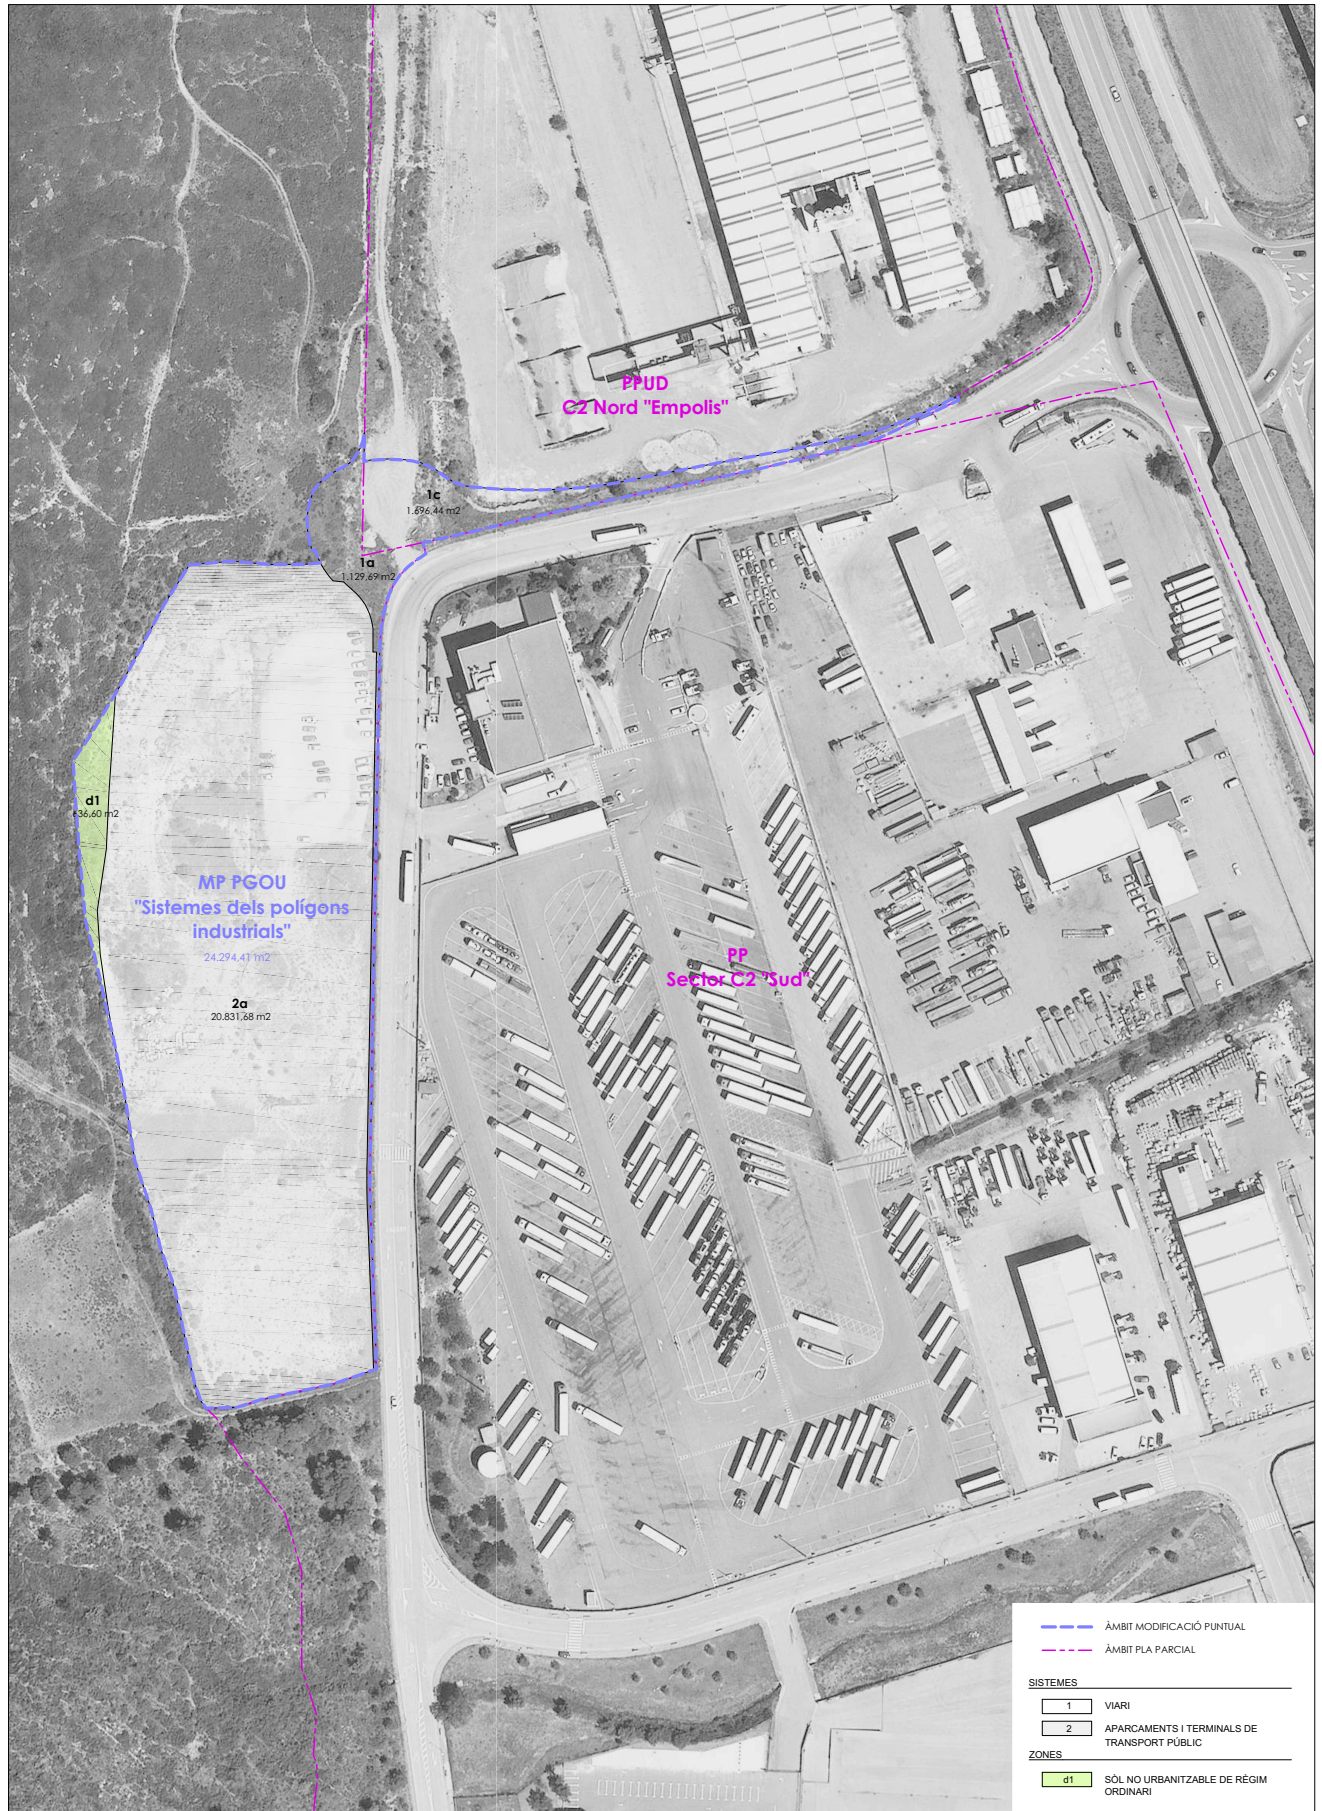 PPUD
C2 Nord "Empolis"
1c
1.696,44 m2
1a
1.129,69 m2
d1
636,60 m2
MP PGOU
"Sistemes dels polígons
industrials"
24.294,41 m2
2a
20.831,68 m2
PP
Sector C2 "Sud"
ÀMBIT MODIFICACIÓ PUNTUAL
ÀMBIT PLA PARCIAL
SISTEMES
1 VIARI
2 APARCAMENTS I TERMINALS DE
TRANSPORT PÚBLIC
ZONES
d1 SÒL NO URBANITZABLE DE RÈGIM
ORDINARI